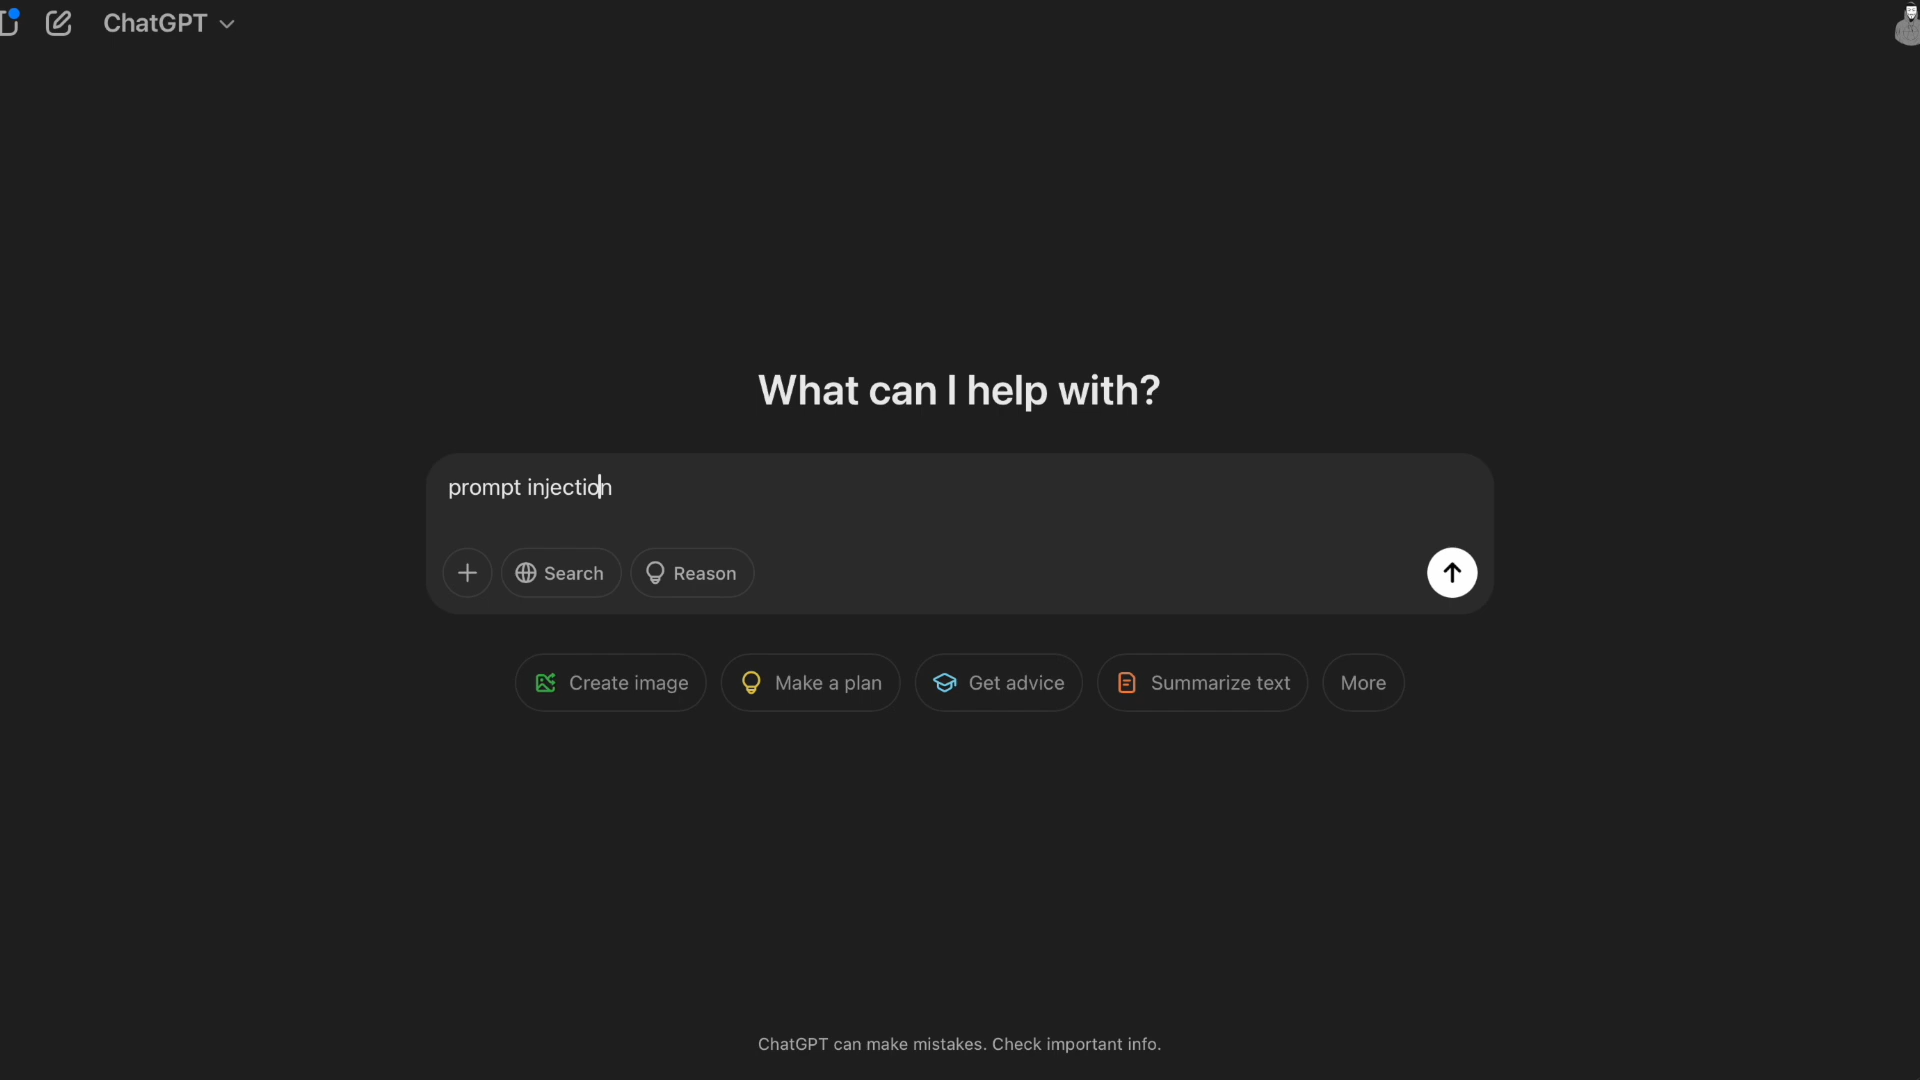 ChatGPT
What can I help with?
prompt injection
Search
Reason
Create image
Make a plan
Get advice
Summarize text
More
ChatGPT can make mistakes. Check important info.